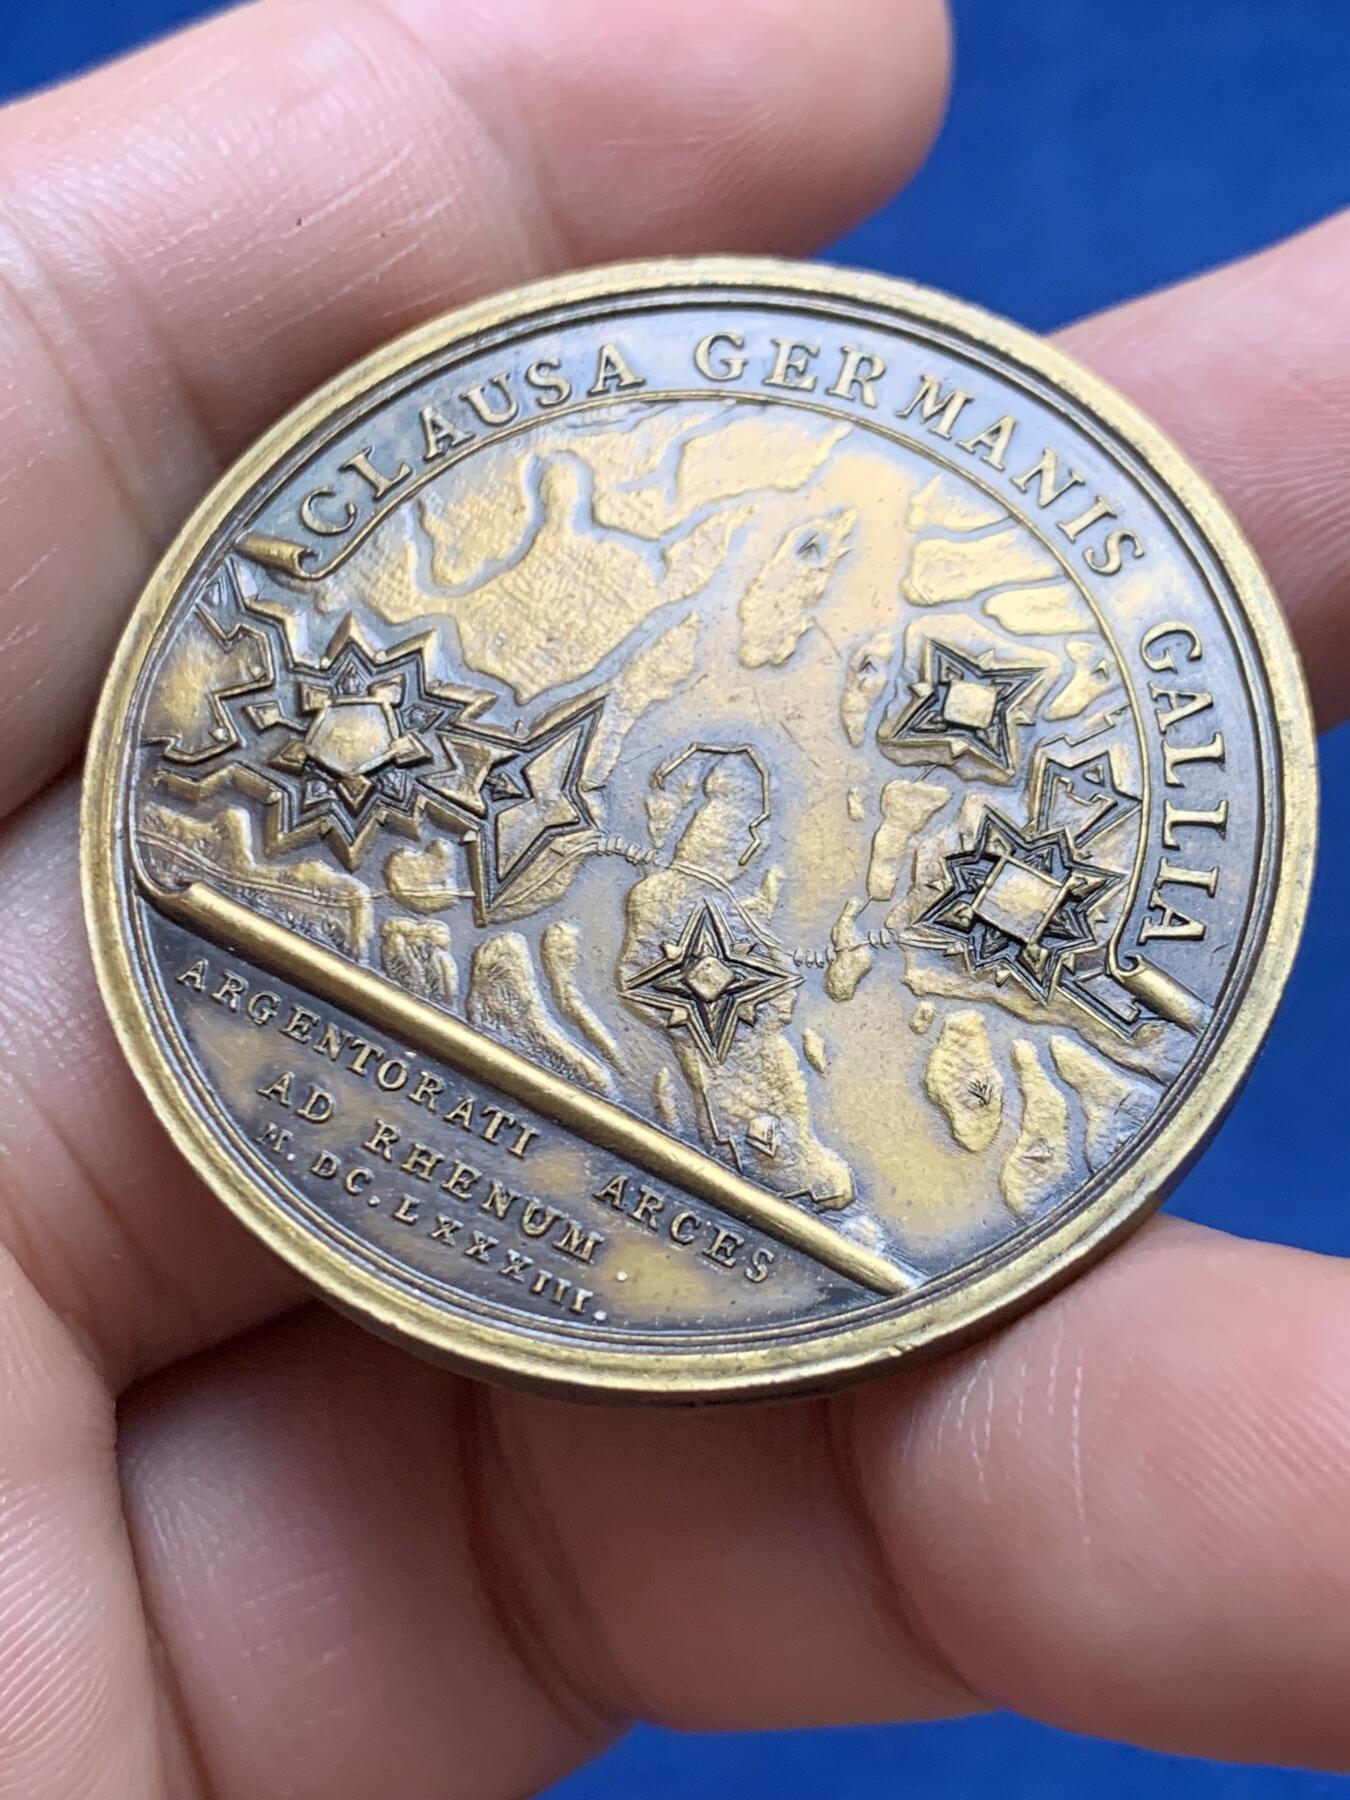 CLAUSA GERMANIS GALLIA
ARGENTORATI ARCES
AD RHENUM.
M.DC.LXXXIII.